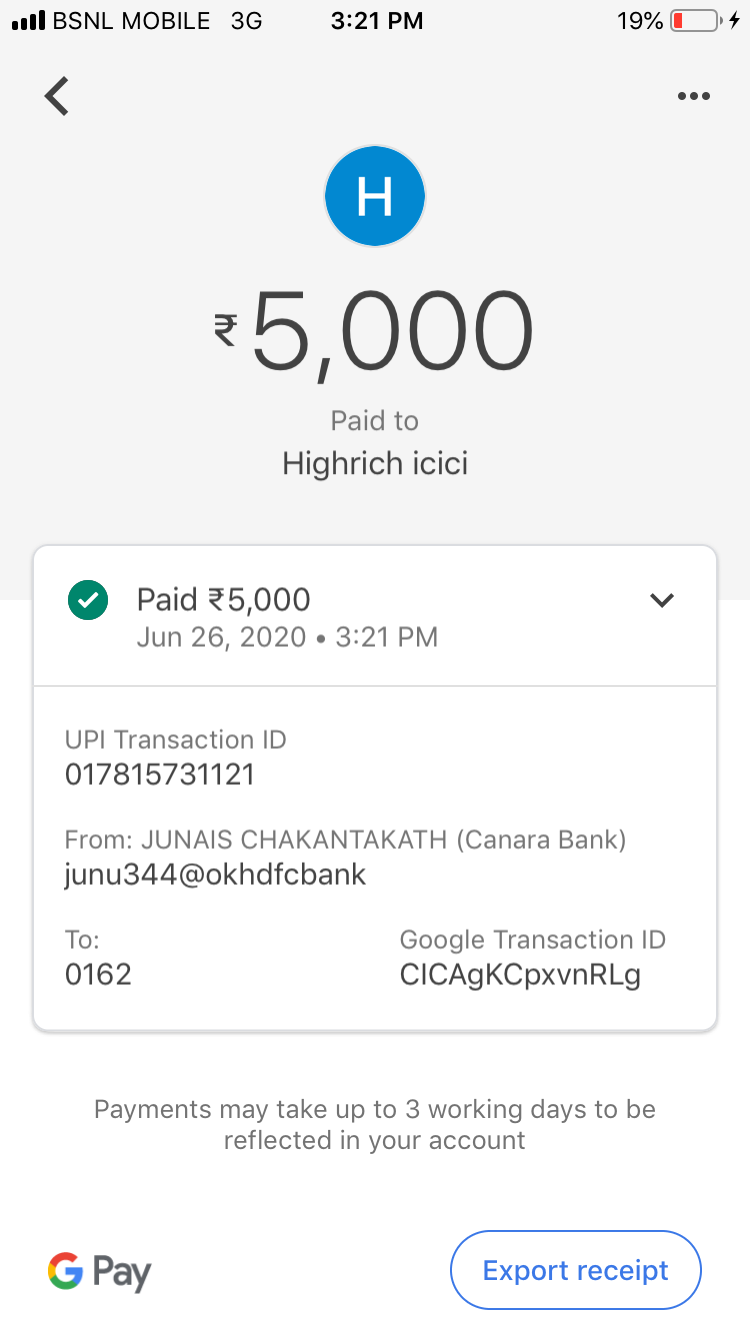 BSNL MOBILE 3G 3:21 PM 19%
H
₹5,000
Paid to
Highrich icici
Paid ₹5,000
Jun 26, 2020 • 3:21 PM
UPI Transaction ID
017815731121
From: JUNAIS CHAKANTAKATH (Canara Bank)
junu344@okhdfcbank
To: Google Transaction ID
0162 CICAgKCpxvnRLg
Payments may take up to 3 working days to be
reflected in your account
G Pay Export receipt